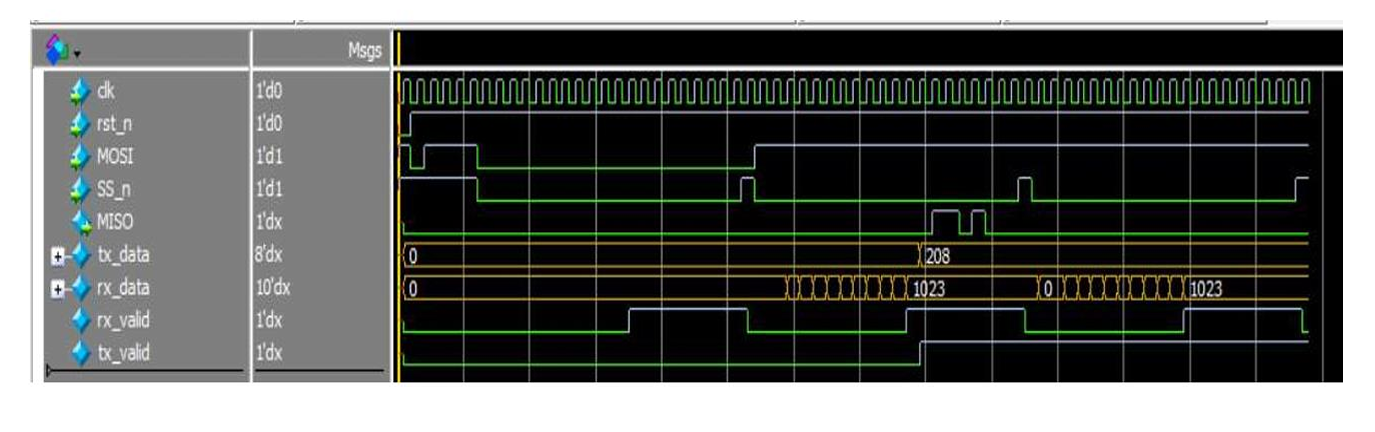 Msgs
clk 1'd0
rst_n 1'd0
MOSI 1'd1
SS_n 1'd1
MISO 1'dx
tx_data 8'dx 0 208
rx_data 10'dx 0 1023 0 1023
rx_valid 1'dx
tx_valid 1'dx